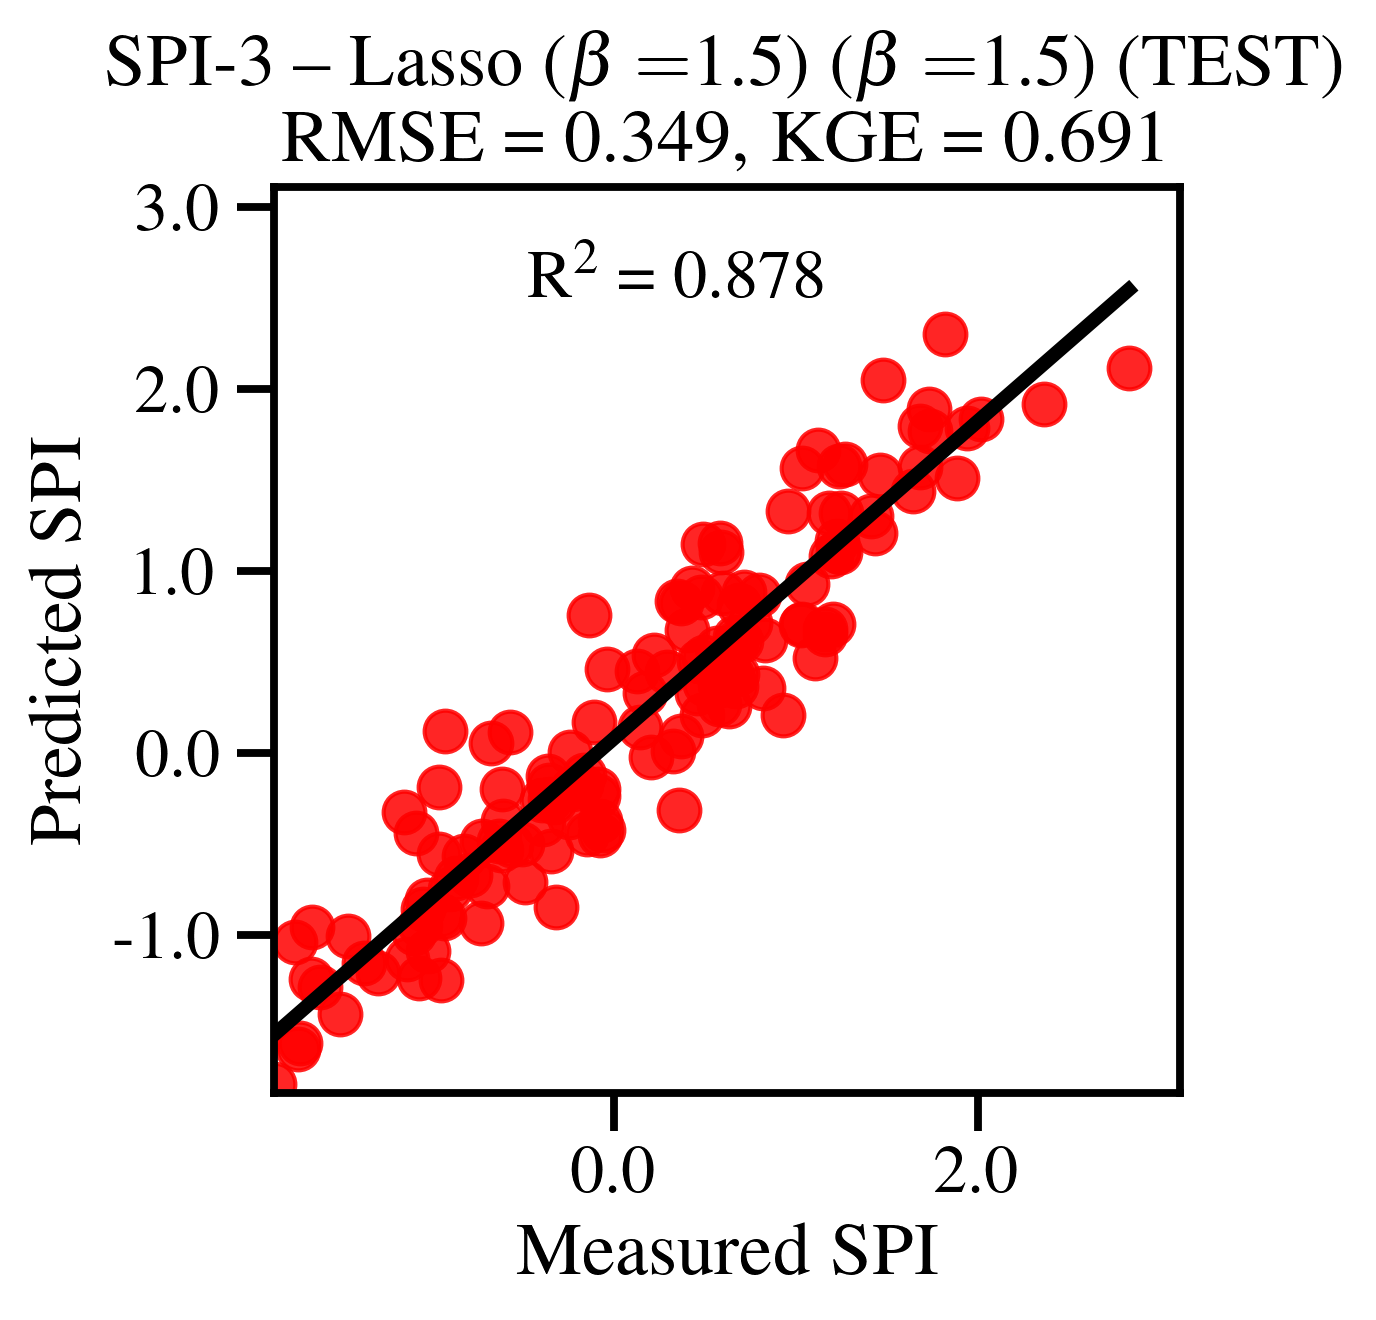 SPI-3 – Lasso (β =1.5) (β =1.5) (TEST)
RMSE = 0.349, KGE = 0.691
R² = 0.878
3.0
2.0
1.0
0.0
-1.0
Predicted SPI
0.0 2.0
Measured SPI